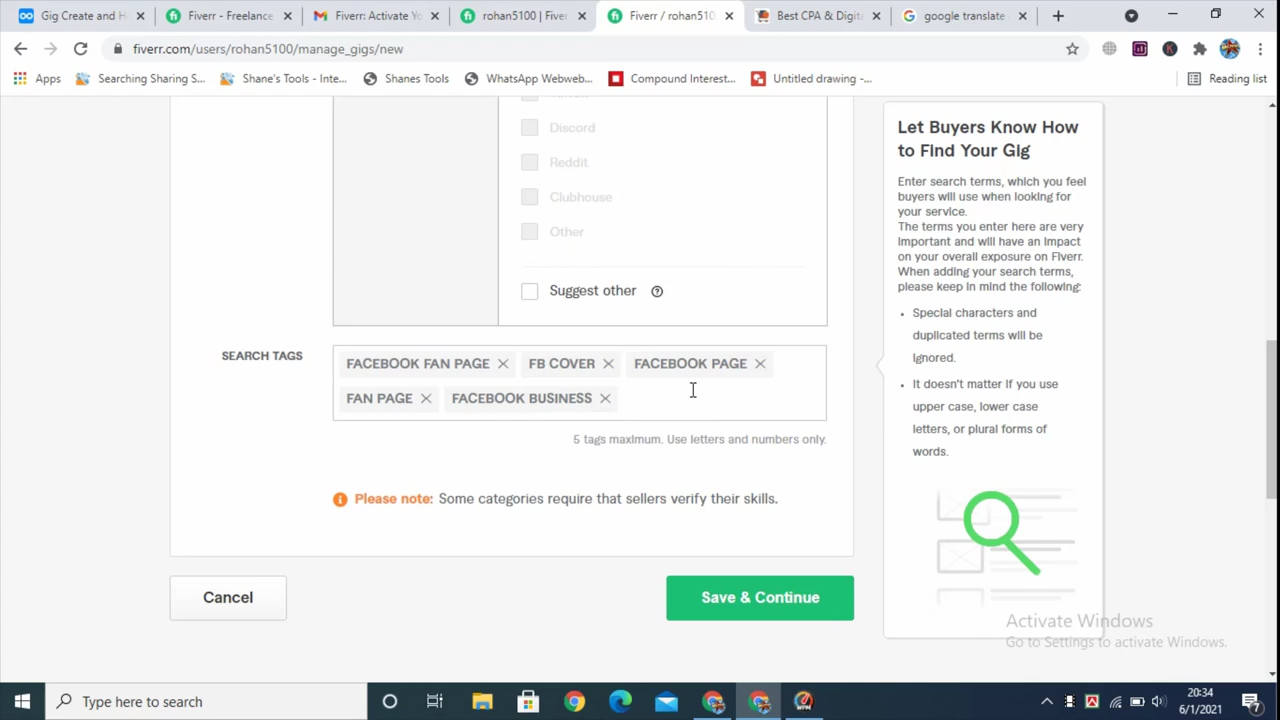 Gig Create and H
Fiverr - Freelance
Fiverr: Activate Yo
rohan5100 | Fiver
Fiverr / rohan510
Best CPA & Digita
google translate
fiverr.com/users/rohan5100/manage_gigs/new
Apps
Searching Sharing S...
Shane's Tools - Inte...
Shanes Tools
WhatsApp Webweb...
Compound Interest...
Untitled drawing -...
Reading list
Discord
Reddit
Clubhouse
Other
Suggest other
SEARCH TAGS
FACEBOOK FAN PAGE
FB COVER
FACEBOOK PAGE
FAN PAGE
FACEBOOK BUSINESS
5 tags maximum. Use letters and numbers only.
Please note: Some categories require that sellers verify their skills.
Cancel
Save & Continue
Let Buyers Know How
to Find Your Gig
Enter search terms, which you feel
buyers will use when looking for
your service.
The terms you enter here are very
important and will have an impact
on your overall exposure on Fiverr.
When adding your search terms,
please keep in mind the following:
• Special characters and
duplicated terms will be
ignored.
• It doesn't matter if you use
upper case, lower case
letters, or plural forms of
words.
Activate Windows
Go to Settings to activate Windows.
Type here to search
20:34
6/1/2021
7